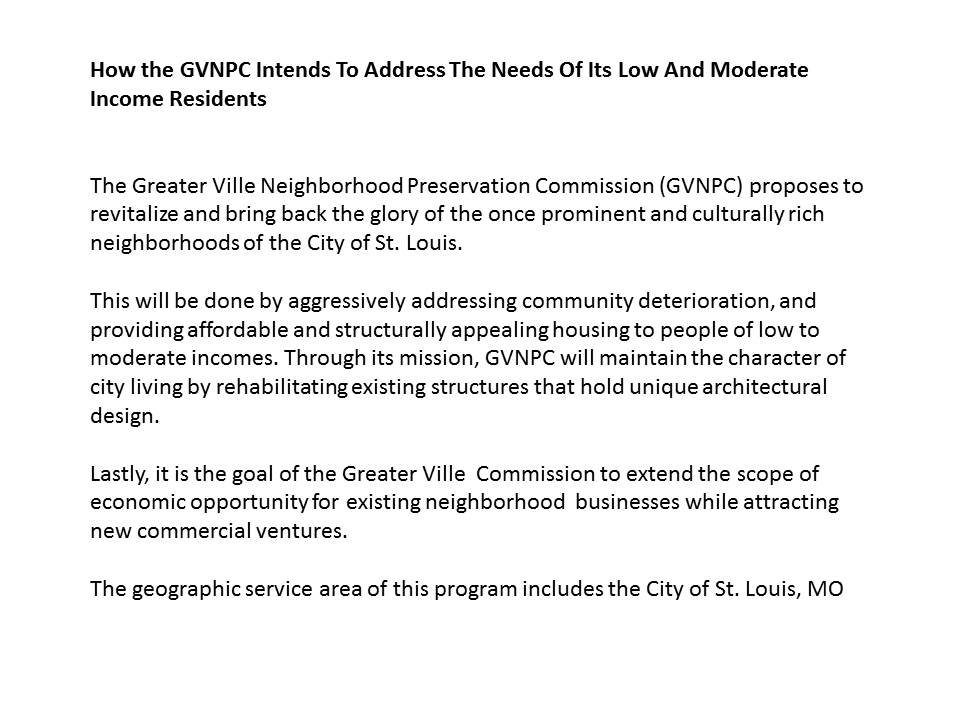 How the GVNPC Intends To Address The Needs Of Its Low And Moderate
Income Residents
The Greater Ville Neighborhood Preservation Commission (GVNPC) proposes to
revitalize and bring back the glory of the once prominent and culturally rich
neighborhoods of the City of St. Louis.
This will be done by aggressively addressing community deterioration, and
providing affordable and structurally appealing housing to people of low to
moderate incomes. Through its mission, GVNPC will maintain the character of
city living by rehabilitating existing structures that hold unique architectural
design.
Lastly, it is the goal of the Greater Ville Commission to extend the scope of
economic opportunity for existing neighborhood businesses while attracting
new commercial ventures.
The geographic service area of this program includes the City of St. Louis, MO